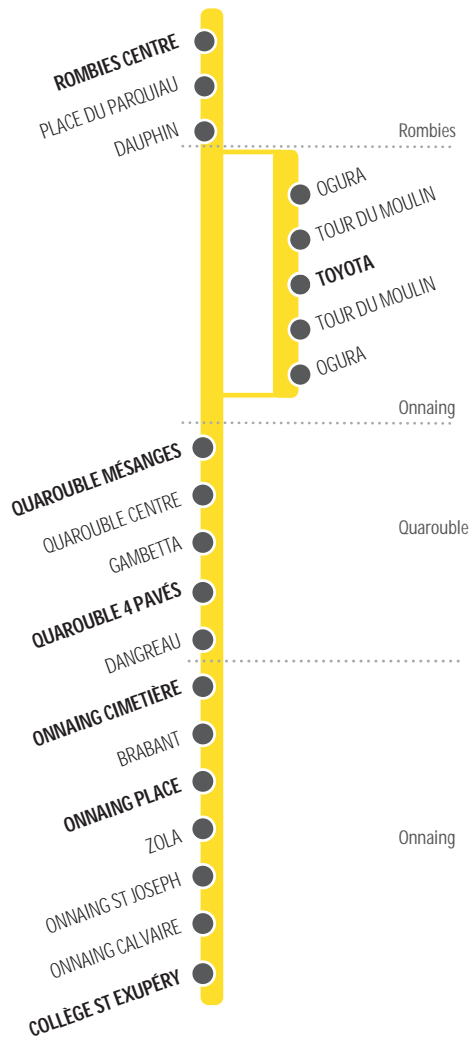 ROMBIES CENTRE
PLACE DU PARQUIAU
DAUPHIN
Rombies
OGURA
TOUR DU MOULIN
TOYOTA
TOUR DU MOULIN
OGURA
Onnaing
QUAROUBLE MÉSANGES
QUAROUBLE CENTRE
Quarouble
GAMBETTA
QUAROUBLE 4 PAVÉS
DANGREAU
ONNAING CIMETIÈRE
BRABANT
ONNAING PLACE
ZOLA
Onnaing
ONNAING ST JOSEPH
ONNAING CALVAIRE
COLLÈGE ST EXUPÉRY